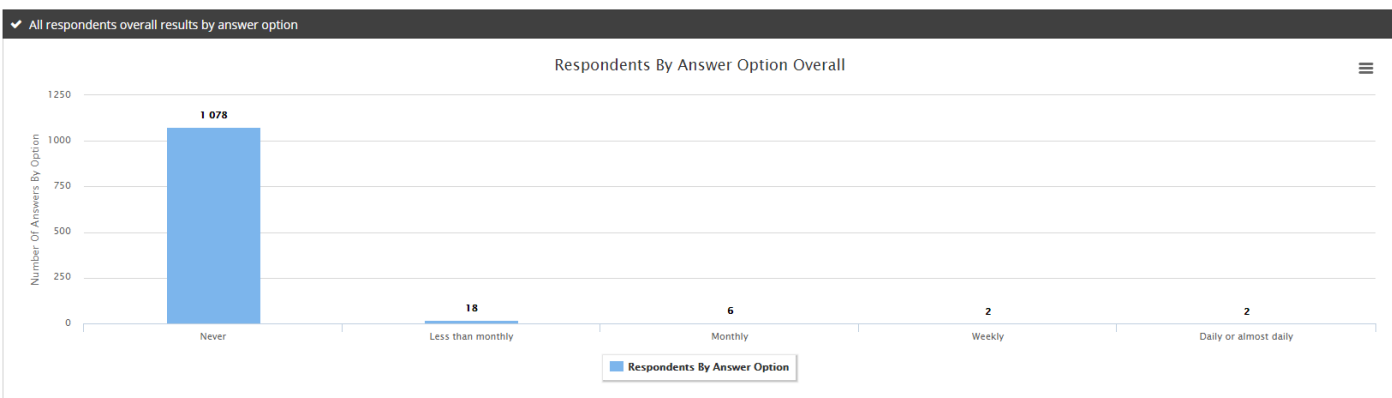 All respondents overall results by answer option
Respondents By Answer Option Overall
Number Of Answers By Option
1250
1000
750
500
250
0
1 078
18
6
2
2
Never
Less than monthly
Monthly
Weekly
Daily or almost daily
Respondents By Answer Option